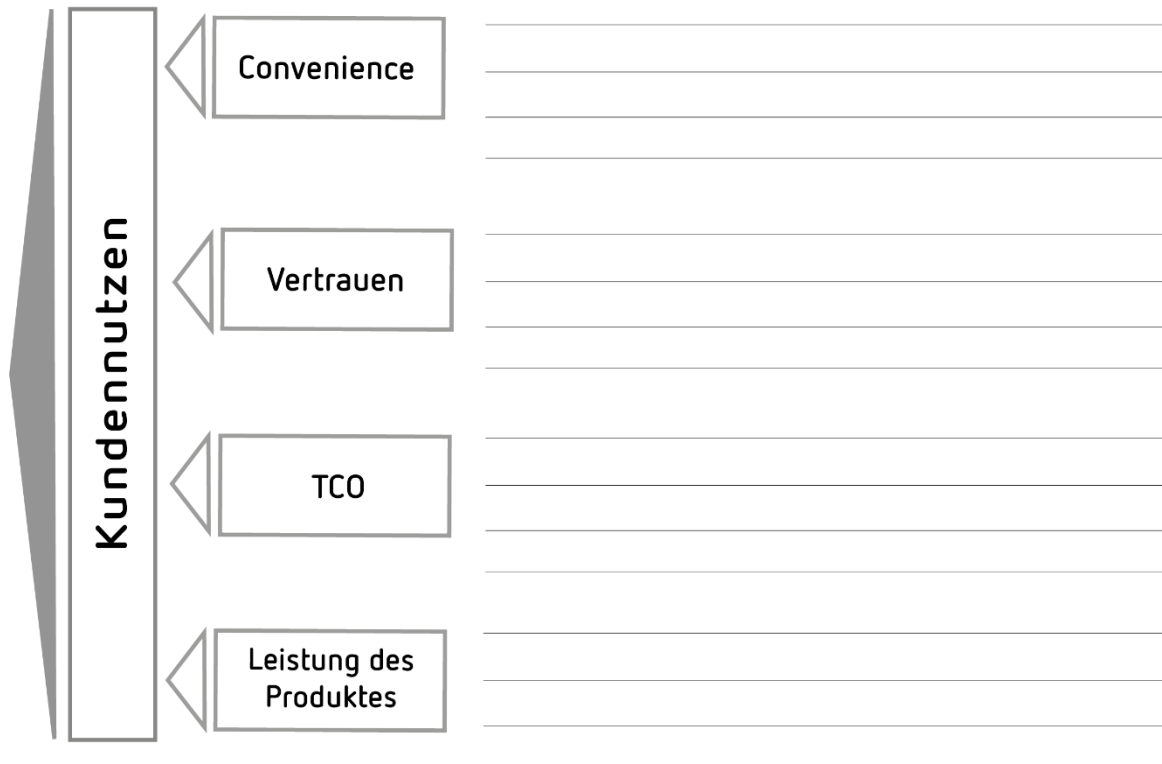 Kundennutzen
Convenience
Vertrauen
TCO
Leistung des
Produktes